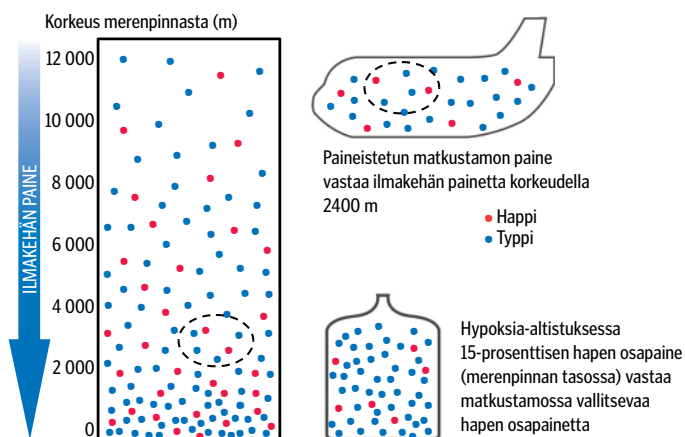 Korkeus merenpinnasta (m)
12 000
10 000
8 000
6 000
4 000
2 000
0
ILMAKEHÄN PAINE
Paineistetun matkustamon paine
vastaa ilmakehän painetta korkeudella
2400 m
Happi
Typpi
Hypoksia-altistuksessa
15-prosenttisen hapen osapaine
(merenpinnan tasossa) vastaa
matkustamossa vallitsevaa
hapen osapainetta